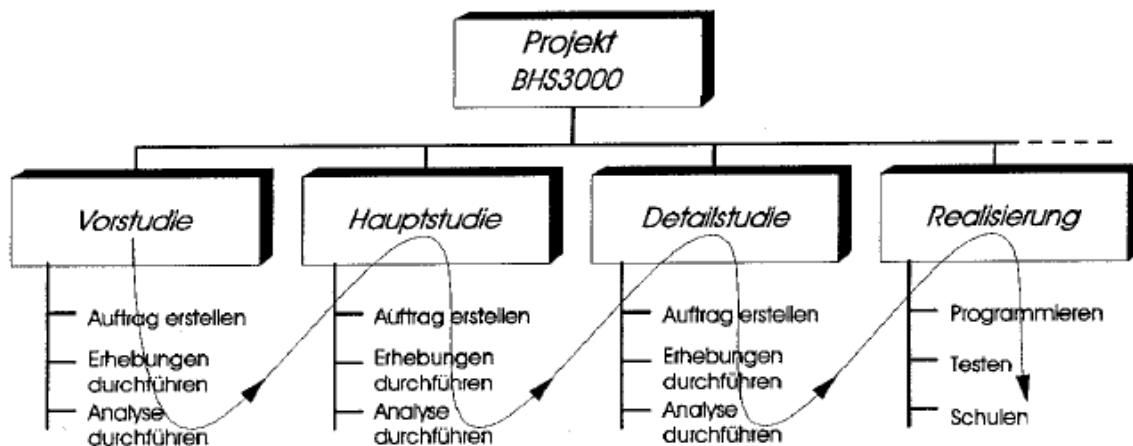 Projekt
BHS3000
Vorstudie
Auftrag erstellen
Erhebungen
durchführen
Analyse
durchführen
Hauptstudie
Auftrag erstellen
Erhebungen
durchführen
Analyse
durchführen
Detailstudie
Auftrag erstellen
Erhebungen
durchführen
Analyse
durchführen
Realisierung
Programmieren
Testen
Schulen